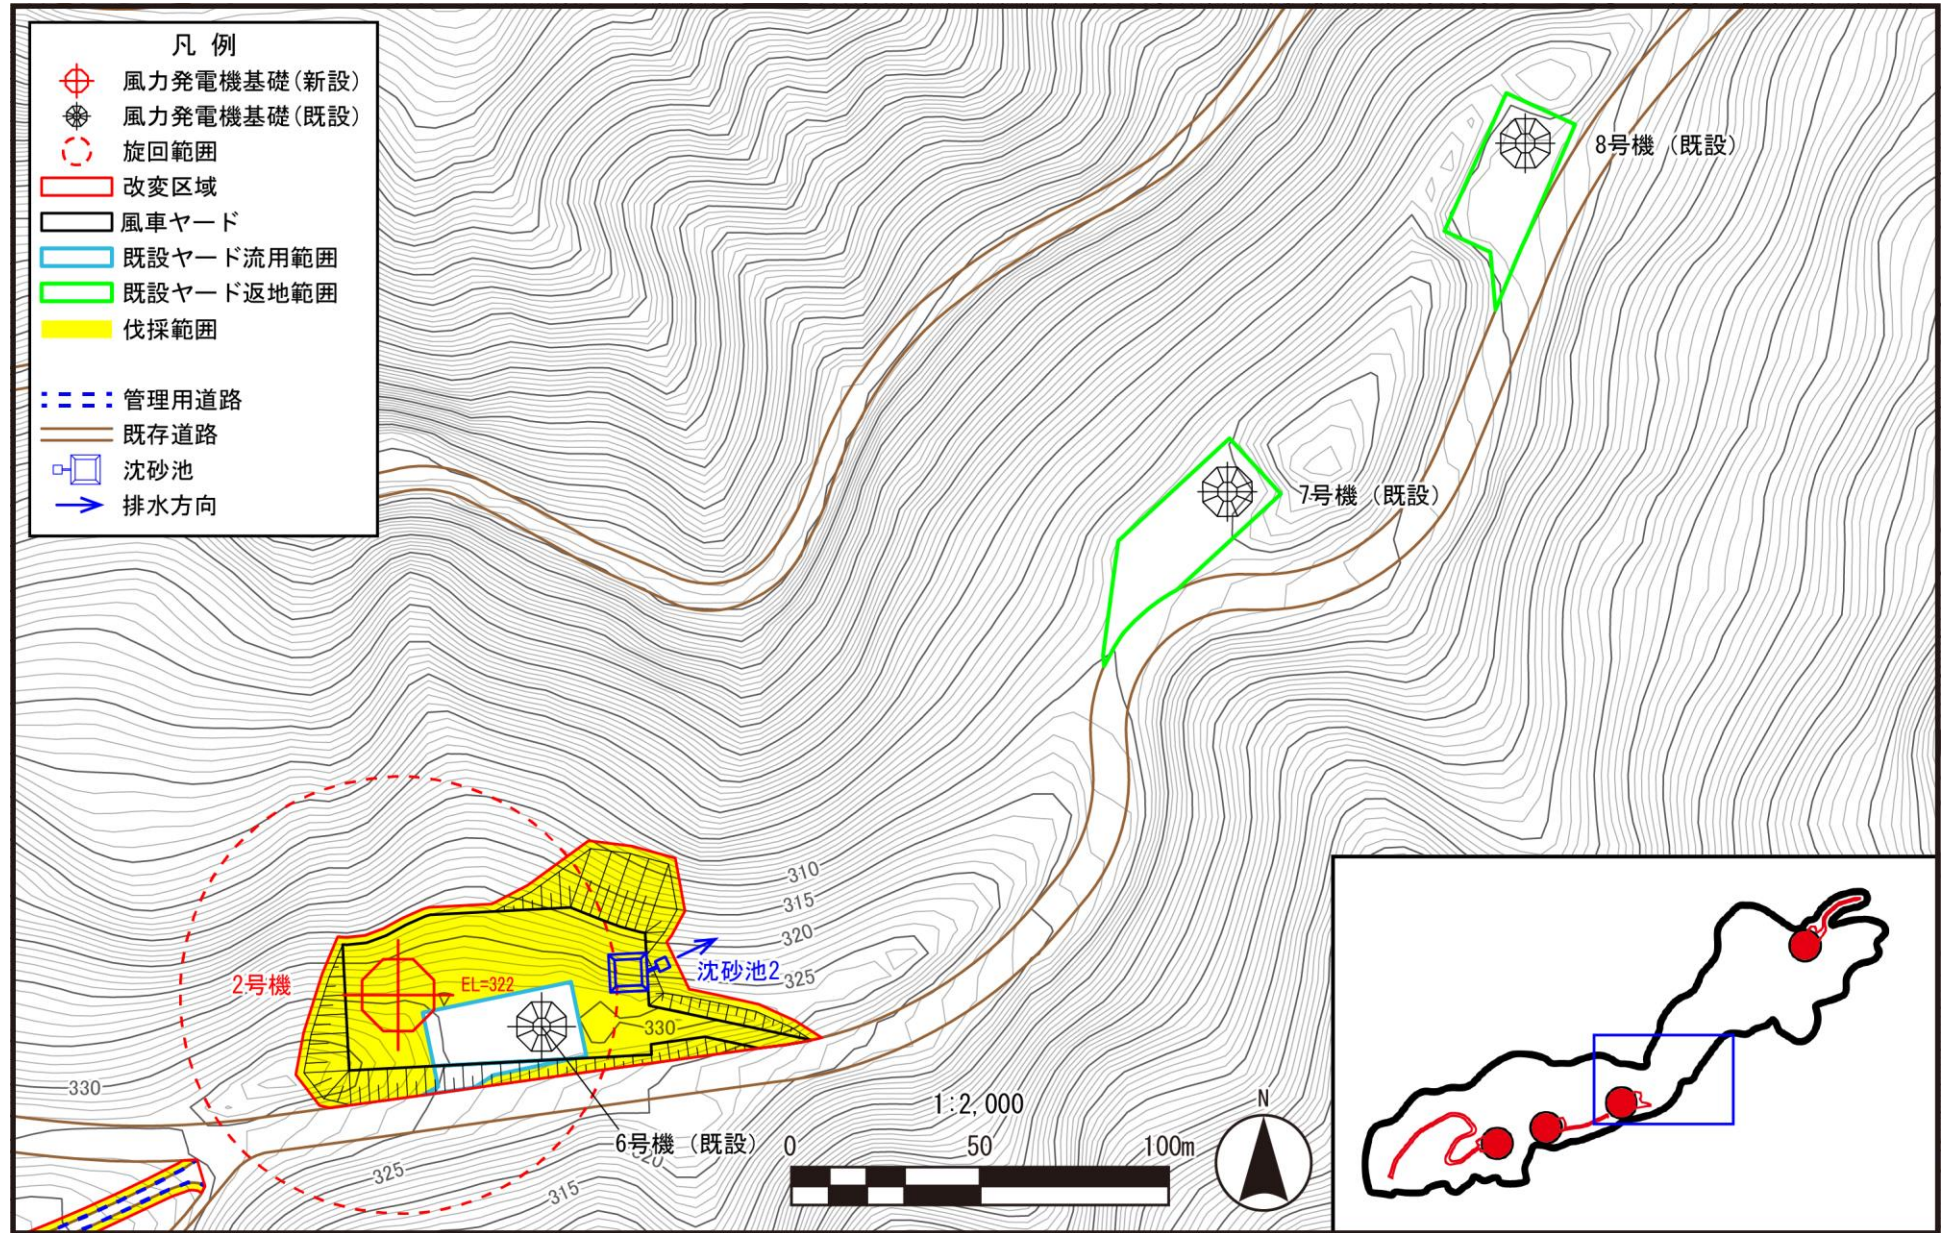 凡 例
風力発電機基礎(新設)
風力発電機基礎(既設)
旋回範囲
改変区域
風車ヤード
既設ヤード流用範囲
既設ヤード返地範囲
伐採範囲
管理用道路
既存道路
沈砂池
排水方向
8号機 (既設)
7号機 (既設)
310
315
320
325
沈砂池2
2号機
EL=322
330
330
6号機 (既設)
320
325
315
1:2,000
0 50 100m
N